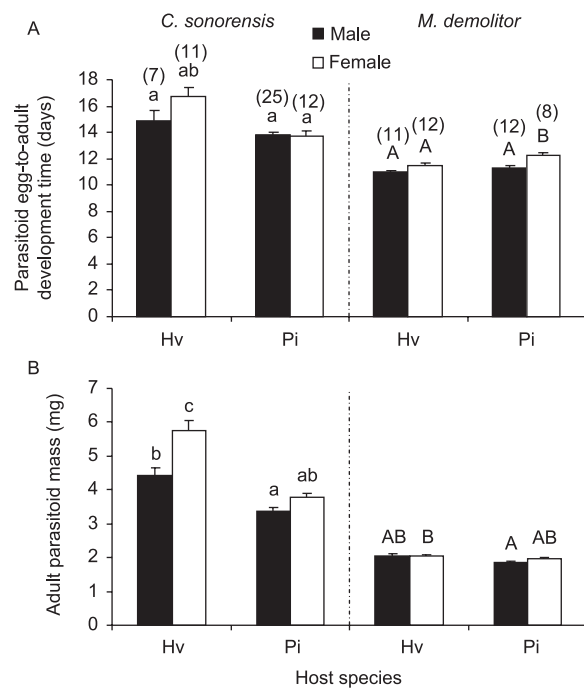 C. sonorensis M. demolitor
A
Male
Female
Parasitoid egg-to-adult
development time (days)
18
16
14
12
10
8
6
4
2
0
(7)
a
(11)
ab
(25)
a
(12)
a
(11)
A
(12)
A
(12)
A
(8)
B
Hv Pi Hv Pi
B
Adult parasitoid mass (mg)
7
6
5
4
3
2
1
0
b
c
a
ab
AB
B
A
AB
Hv Pi Hv Pi
Host species